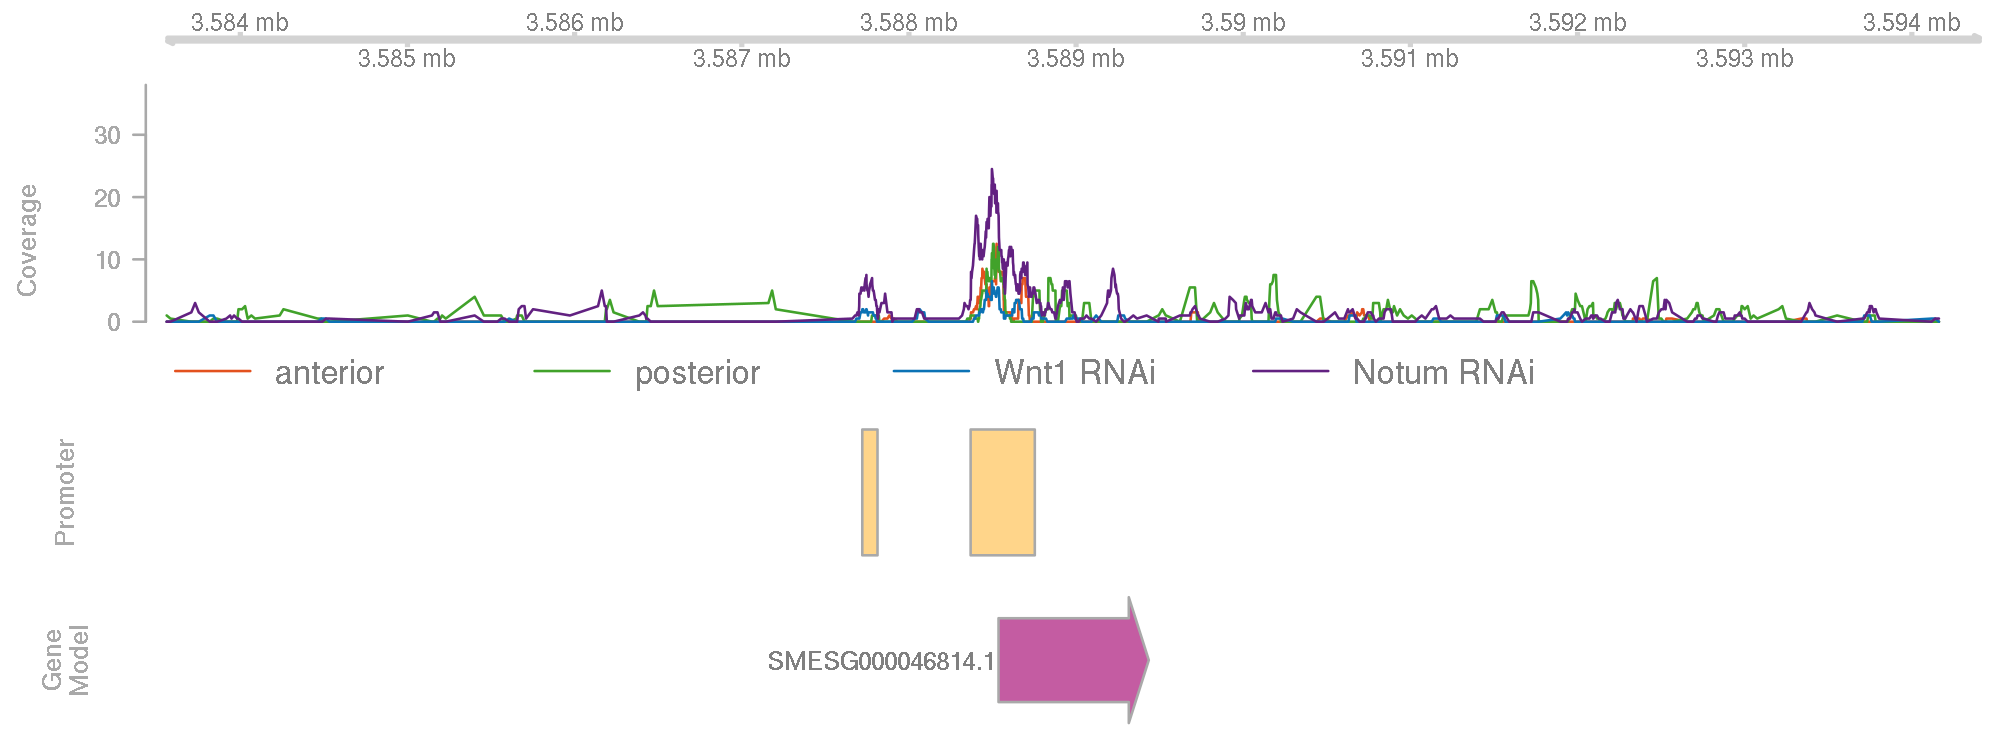 3.584 mb 3.586 mb 3.588 mb 3.59 mb 3.592 mb 3.594 mb
3.585 mb 3.587 mb 3.589 mb 3.591 mb 3.593 mb
Coverage
30
20
10
0
anterior posterior Wnt1 RNAi Notum RNAi
Promoter
Gene
Model
SMESG000046814.1